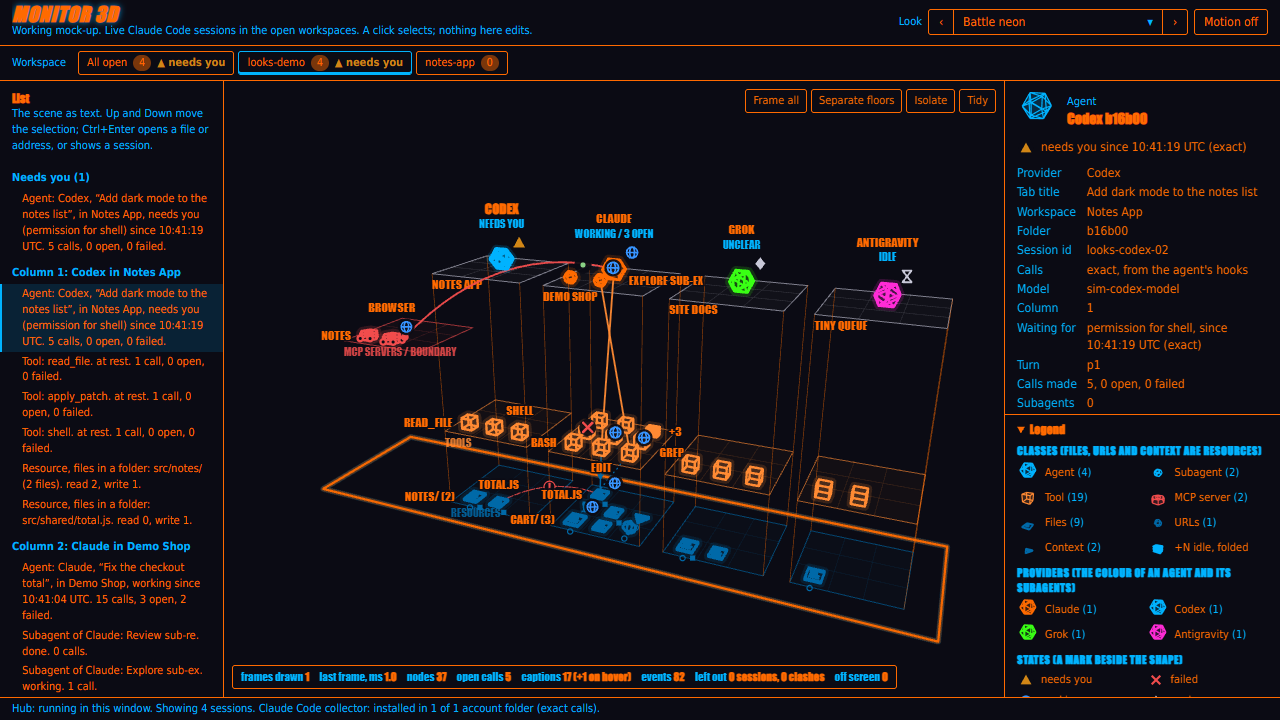 MONITOR 3D
Working mock-up. Live Claude Code sessions in the open workspaces. A click selects; nothing here edits.
Look
Battle neon
Motion off
Workspace
All open 4 needs you
looks-demo 4 needs you
notes-app 0
List
The scene as text. Up and Down move
the selection; Ctrl+Enter opens a file or
address, or shows a session.
Needs you (1)
Agent: Codex, “Add dark mode to the
notes list”, in Notes App, needs you
(permission for shell) since 10:41:19
UTC. 5 calls, 0 open, 0 failed.
Column 1: Codex in Notes App
Agent: Codex, “Add dark mode to the
notes list”, in Notes App, needs you
(permission for shell) since 10:41:19
UTC. 5 calls, 0 open, 0 failed.
Tool: read_file. at rest. 1 call, 0 open,
0 failed.
Tool: apply_patch. at rest. 1 call, 0
open, 0 failed.
Tool: shell. at rest. 1 call, 0 open, 0
failed.
Resource, files in a folder: src/notes/
(2 files). read 2, write 1.
Resource, files in a folder:
src/shared/total.js. read 0, write 1.
Column 2: Claude in Demo Shop
Agent: Claude, “Fix the checkout
total”, in Demo Shop, working since
10:41:04 UTC. 15 calls, 3 open, 2
failed.
Subagent of Claude: Review sub-re.
done. 0 calls.
Subagent of Claude: Explore sub-ex.
working. 1 call.
Frame all
Separate floors
Isolate
Tidy
CODEX
NEEDS YOU
CLAUDE
WORKING / 3 OPEN
GROK
UNCLEAR
ANTIGRAVITY
IDLE
NOTES APP
EXPLORE SUB-EX
DEMO SHOP
SITE DOCS
TINY QUEUE
BROWSER
NOTES
MCP SERVERS / BOUNDARY
SHELL
READ_FILE
TOOLS
BASH
+3
GREP
EDIT
TOTAL.JS
TOTAL.JS
NOTES/ (2)
RESOURCES
CART/ (3)
frames drawn 1 last frame, ms 1.0 nodes 37 open calls 5 captions 17 (+1 on hover) events 82 left out 0 sessions, 0 clashes off screen 0
Agent
Codex b16b00
needs you since 10:41:19 UTC (exact)
Provider Codex
Tab title Add dark mode to the notes list
Workspace Notes App
Folder b16b00
Session id looks-codex-02
Calls exact, from the agent's hooks
Model sim-codex-model
Column 1
Waiting for permission for shell, since
10:41:19 UTC (exact)
Turn p1
Calls made 5, 0 open, 0 failed
Subagents 0
Legend
CLASSES (FILES, URLS AND CONTEXT ARE RESOURCES)
Agent (4) Subagent (2)
Tool (19) MCP server (2)
Files (9) URLs (1)
Context (2) +N idle, folded
PROVIDERS (THE COLOUR OF AN AGENT AND ITS
SUBAGENTS)
Claude (1) Codex (1)
Grok (1) Antigravity (1)
STATES (A MARK BESIDE THE SHAPE)
needs you failed
Hub: running in this window. Showing 4 sessions. Claude Code collector: installed in 1 of 1 account folder (exact calls).